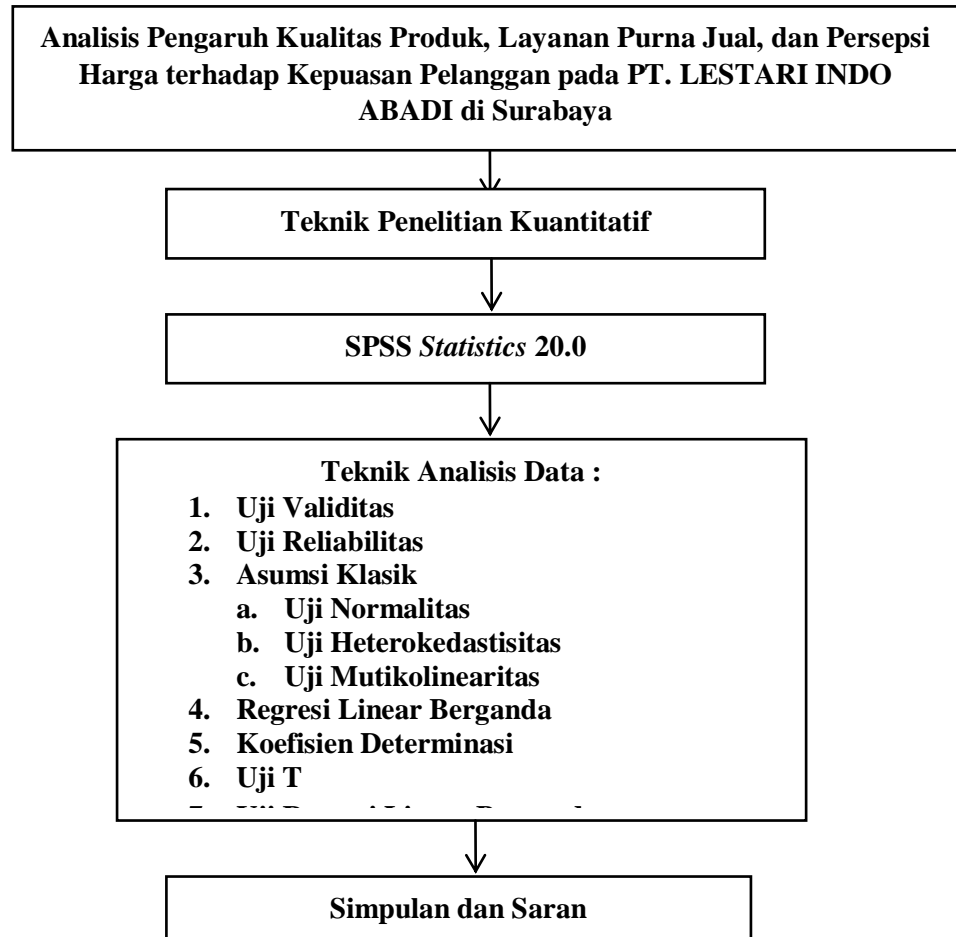 Analisis Pengaruh Kualitas Produk, Layanan Purna Jual, dan Persepsi
Harga terhadap Kepuasan Pelanggan pada PT. LESTARI INDO
ABADI di Surabaya
Teknik Penelitian Kuantitatif
SPSS Statistics 20.0
Teknik Analisis Data :
1. Uji Validitas
2. Uji Reliabilitas
3. Asumsi Klasik
a. Uji Normalitas
b. Uji Heterokedastisitas
c. Uji Mutikolinearitas
4. Regresi Linear Berganda
5. Koefisien Determinasi
6. Uji T
Simpulan dan Saran